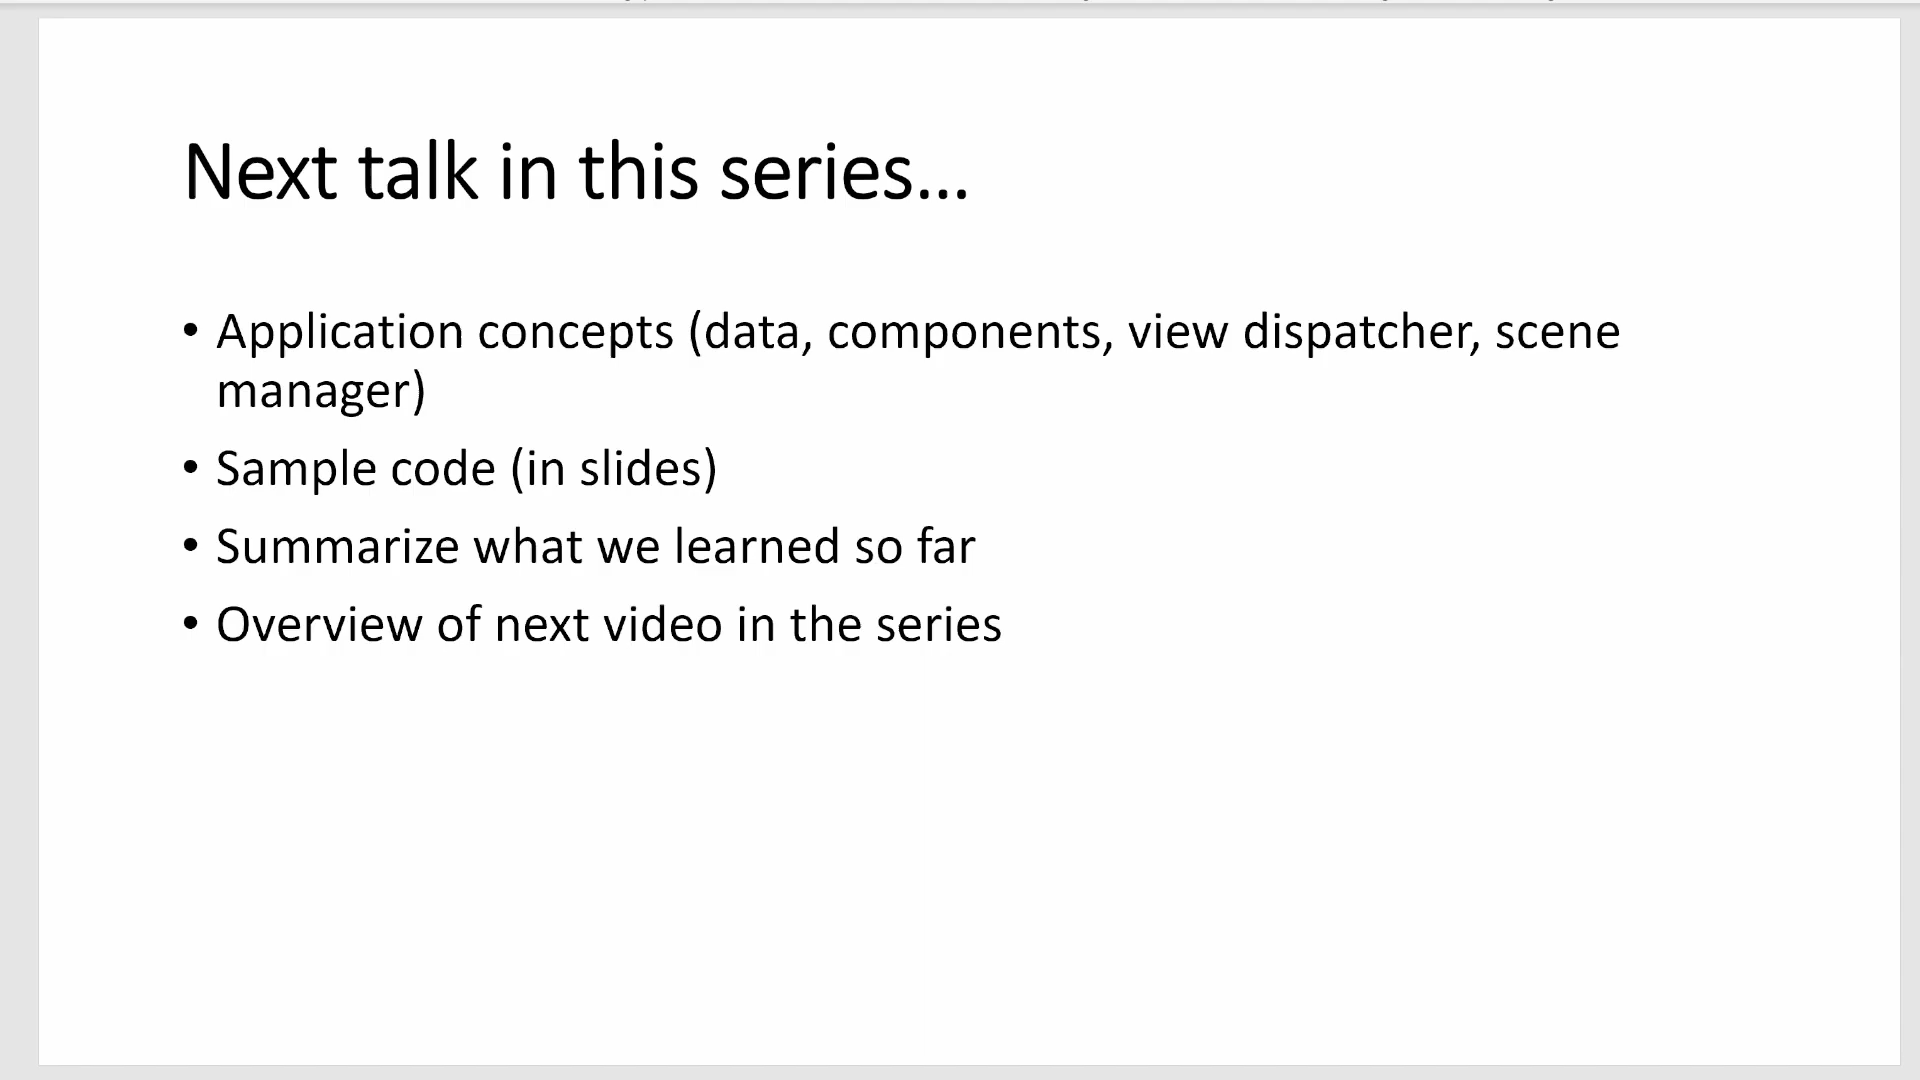 Next talk in this series...
• Application concepts (data, components, view dispatcher, scene
manager)
• Sample code (in slides)
• Summarize what we learned so far
• Overview of next video in the series